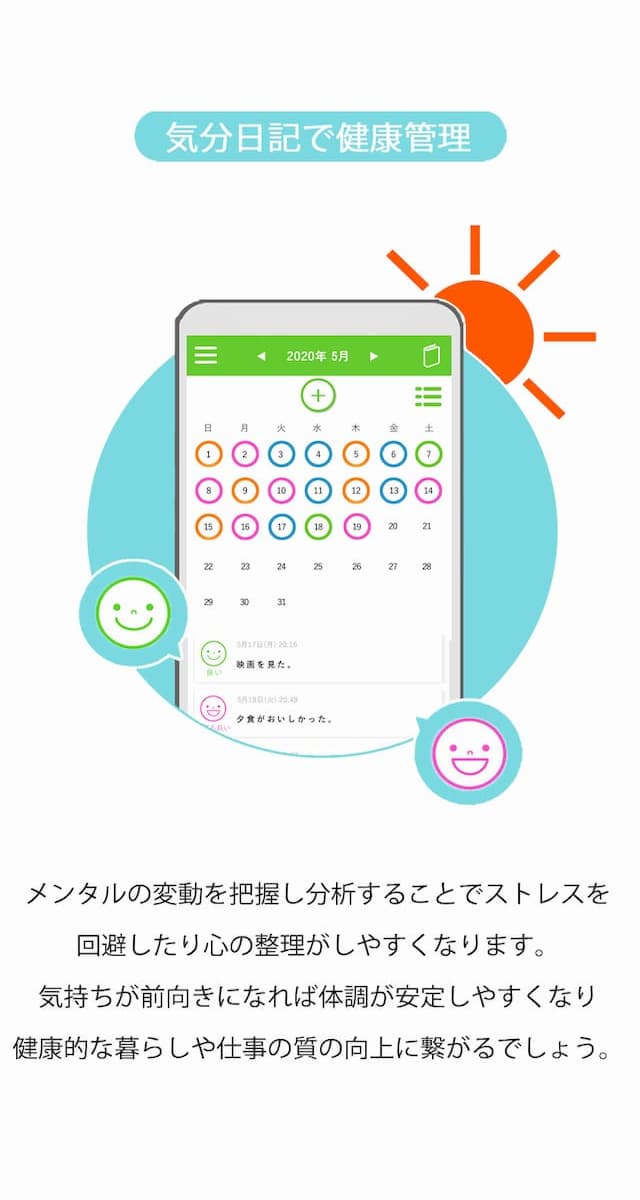 気分日記で健康管理
2020年 5月
日 月 火 水 木 金 土
1 2 3 4 5 6 7
8 9 10 11 12 13 14
15 16 17 18 19 20 21
22 23 24 25 26 27 28
29 30 31
5月17日(月) 20:16
良い
映画を見た。
5月18日(火) 20:49
夕食がおいしかった。
メンタルの変動を把握し分析することでストレスを
回避したり心の整理がしやすくなります。
気持ちが前向きになれば体調が安定しやすくなり
健康的な暮らしや仕事の質の向上に繋がるでしょう。